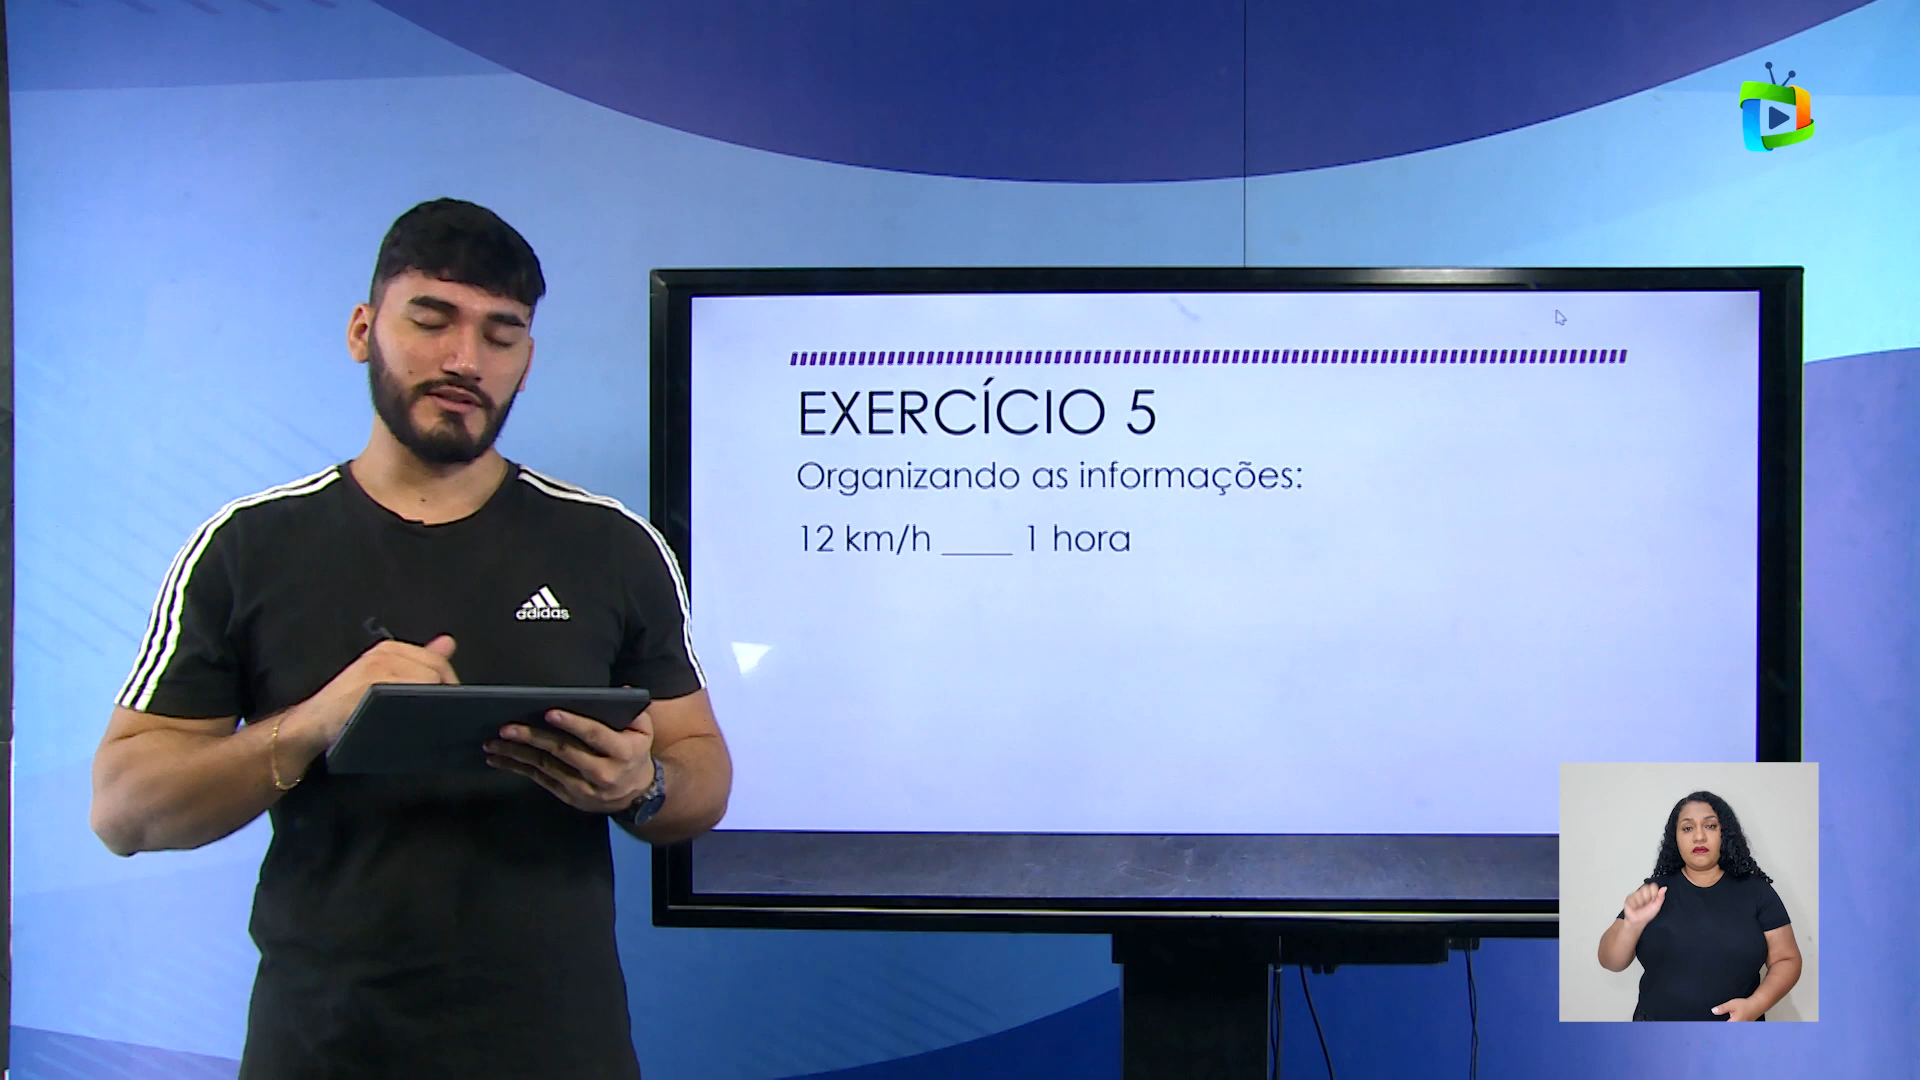 EXERCÍCIO 5
Organizando as informações:
12 km/h ____ 1 hora
adidas